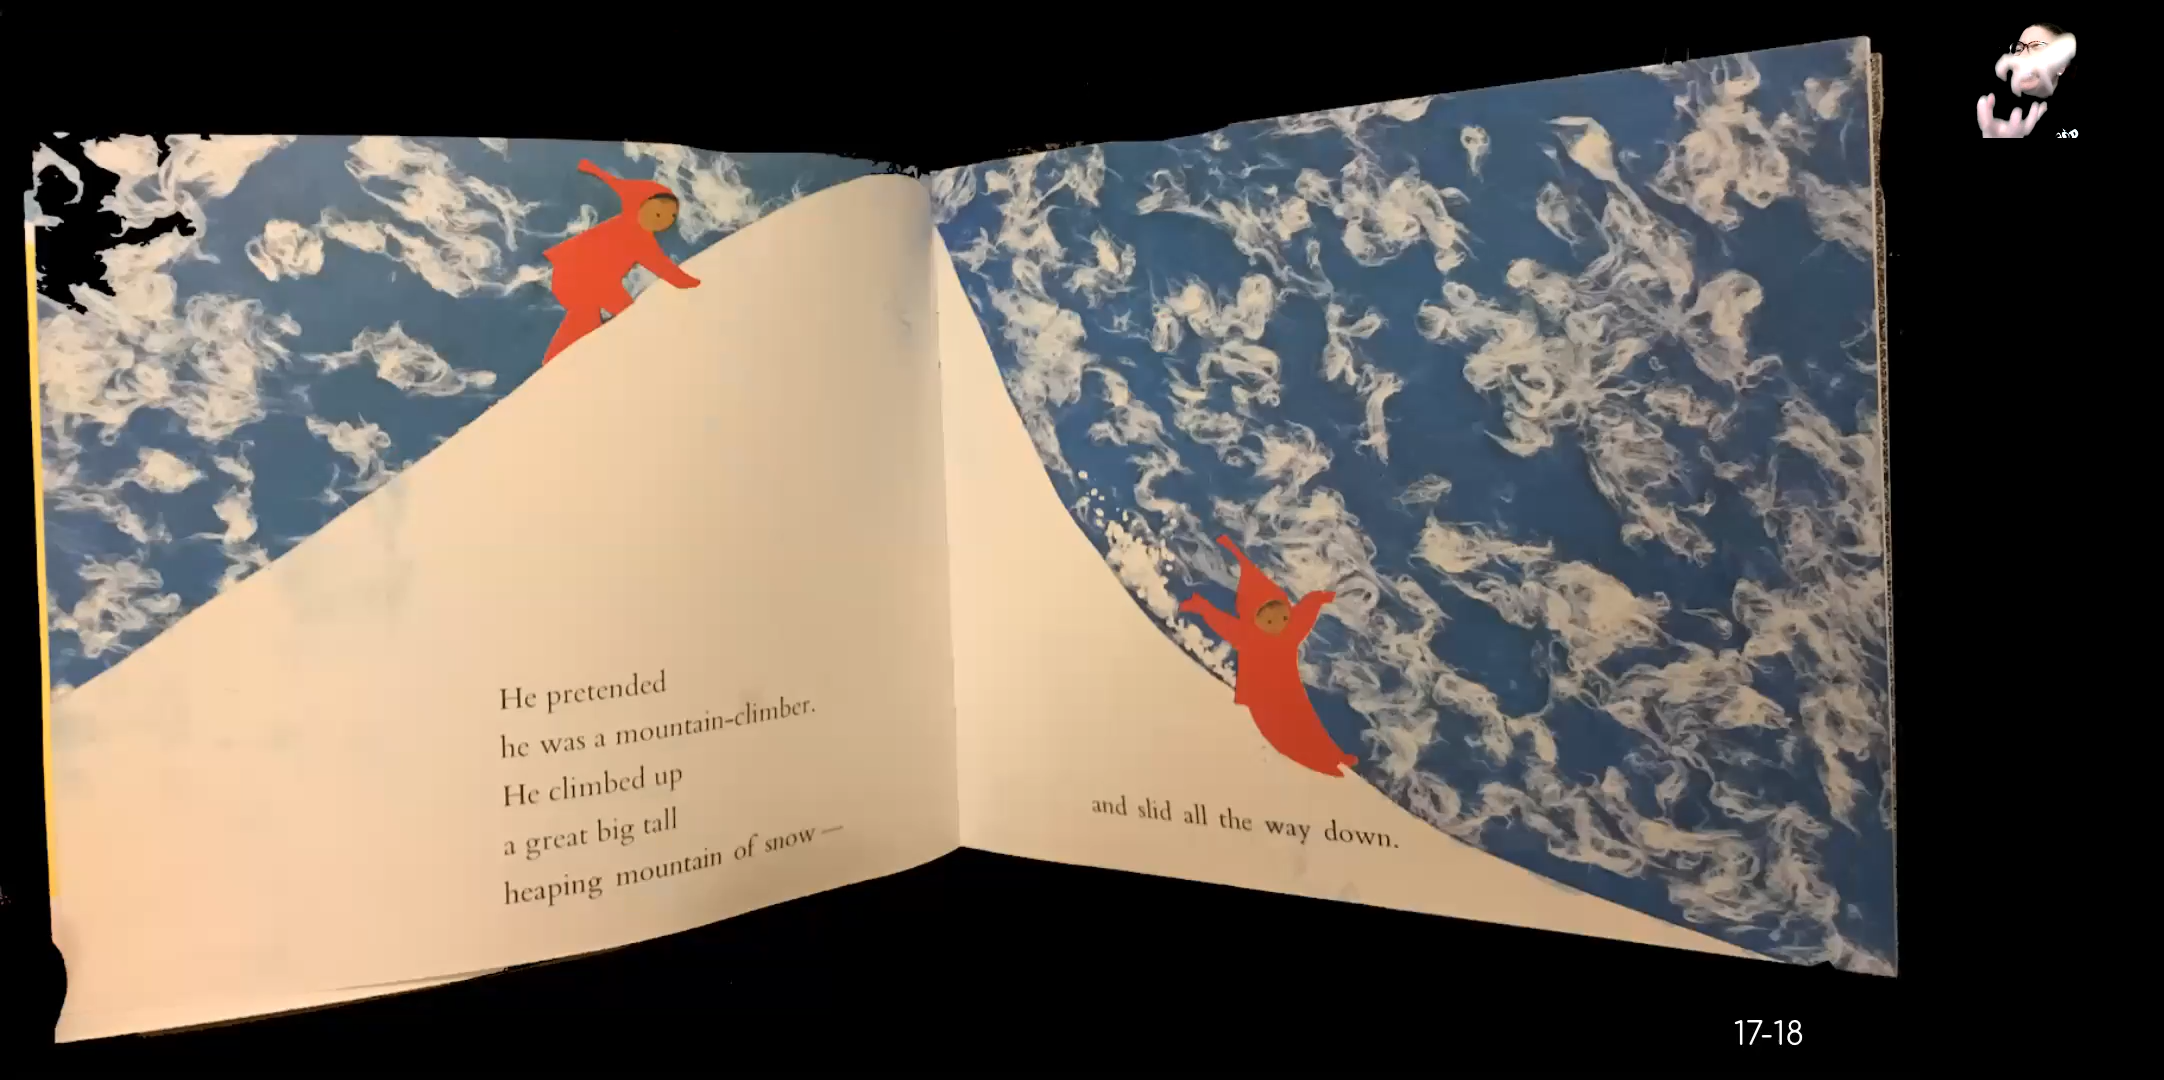 He pretended
he was a mountain-climber.
He climbed up
a great big tall
heaping mountain of snow —
and slid all the way down.
17-18